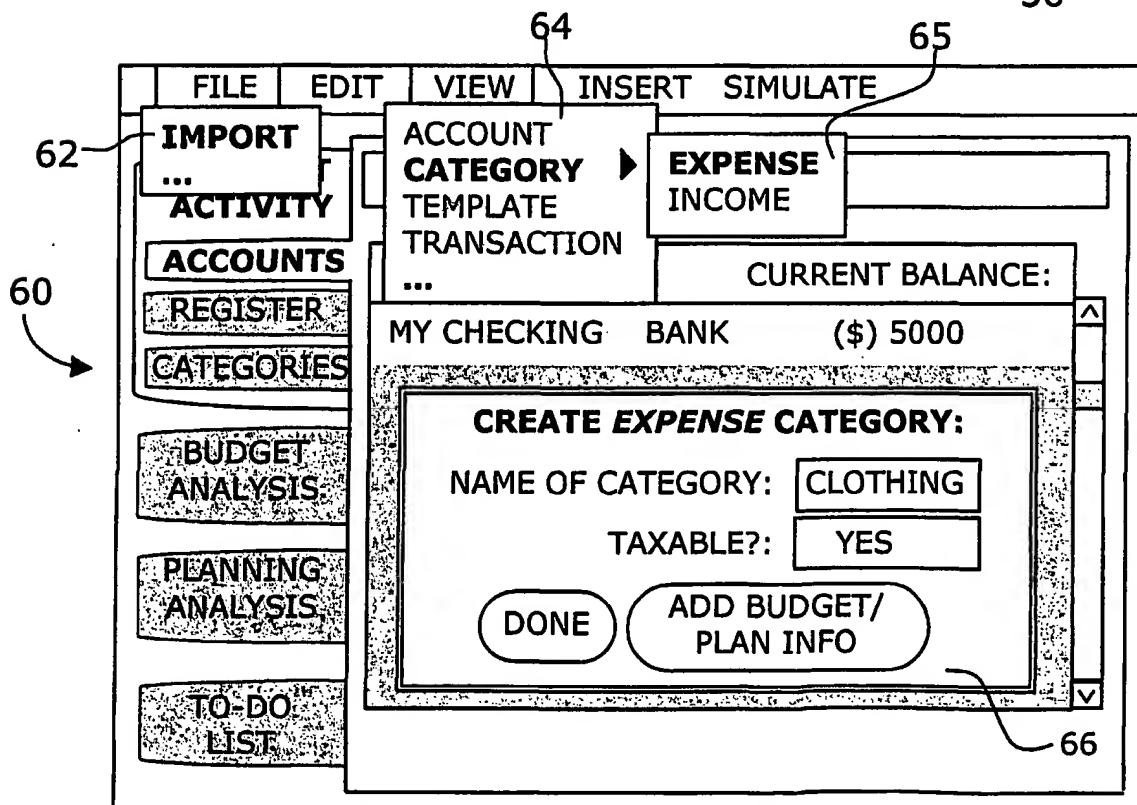 64
65
FILE EDIT VIEW INSERT SIMULATE
62
IMPORT
...
ACCOUNT
CATEGORY
TEMPLATE
TRANSACTION
...
EXPENSE
INCOME
ACTIVITY
ACCOUNTS
REGISTER
CATEGORIES
60
BUDGET
ANALYSIS
PLANNING
ANALYSIS
TO-DO
LIST
CURRENT BALANCE:
MY CHECKING BANK ($) 5000
CREATE EXPENSE CATEGORY:
NAME OF CATEGORY: CLOTHING
TAXABLE?: YES
DONE
ADD BUDGET/
PLAN INFO
66